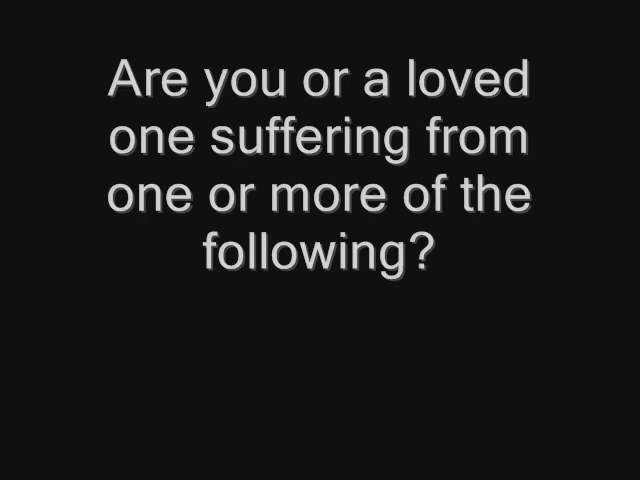 Are you or a loved
one suffering from
one or more of the
following?